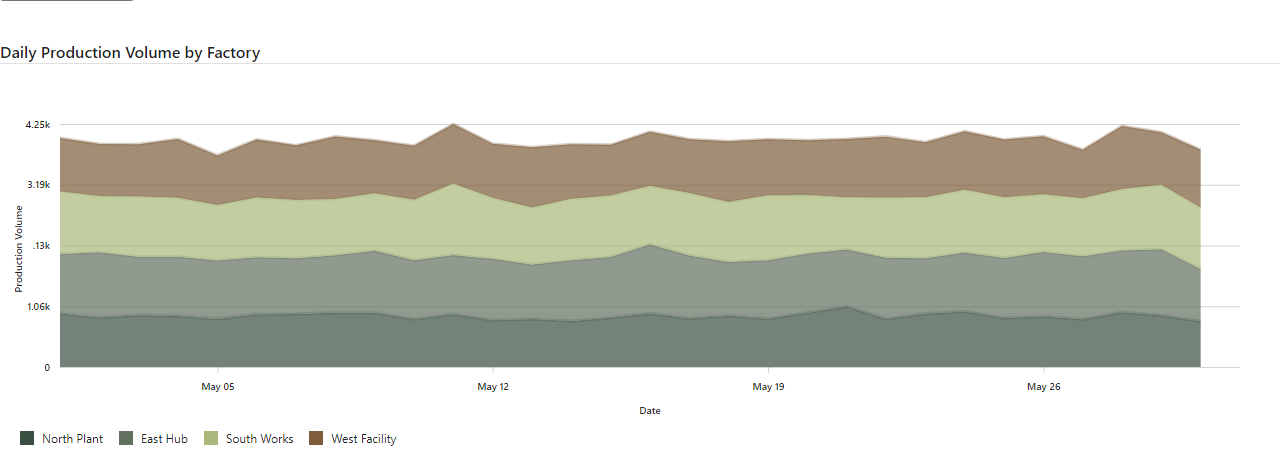 Daily Production Volume by Factory
4.25k
3.19k
.13k
1.06k
0
Production Volume
May 05
May 12
May 19
May 26
Date
North Plant
East Hub
South Works
West Facility